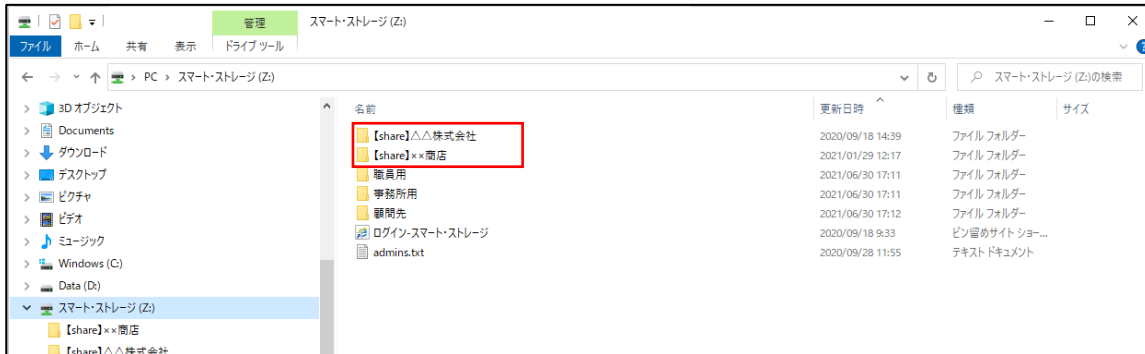 管理 スマート・ストレージ (Z:)
ファイル ホーム 共有 表示 ドライブ ツール
PC › スマート・ストレージ (Z:) スマート・ストレージ (Z:)の検索
名前 更新日時 種類 サイズ
3D オブジェクト
Documents
ダウンロード
デスクトップ
ピクチャ
ビデオ
ミュージック
Windows (C:)
Data (D:)
スマート・ストレージ (Z:)
【share】××商店
【share】△△株式会社
【share】△△株式会社 2020/09/18 14:39 ファイル フォルダー
【share】××商店 2021/01/29 12:17 ファイル フォルダー
職員用 2021/06/30 17:11 ファイル フォルダー
事務所用 2021/06/30 17:11 ファイル フォルダー
顧問先 2021/06/30 17:12 ファイル フォルダー
ログイン-スマート・ストレージ 2020/09/18 9:33 ピン留めサイト ショー...
admins.txt 2020/09/28 11:55 テキスト ドキュメント